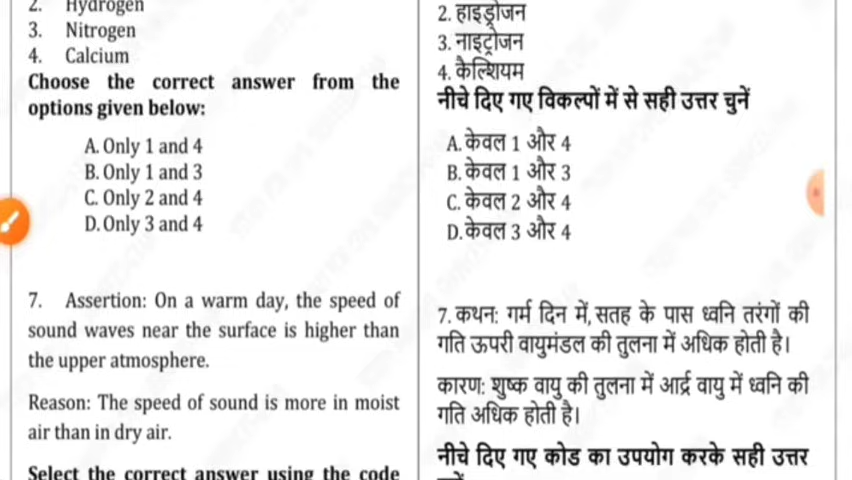 2. Hydrogen
3. Nitrogen
4. Calcium
Choose the correct answer from the
options given below:
A. Only 1 and 4
B. Only 1 and 3
C. Only 2 and 4
D. Only 3 and 4
7. Assertion: On a warm day, the speed of
sound waves near the surface is higher than
the upper atmosphere.
Reason: The speed of sound is more in moist
air than in dry air.
Select the correct answer using the code
2. हाइड्रोजन
3. नाइट्रोजन
4. कैल्शियम
नीचे दिए गए विकल्पों में से सही उत्तर चुनें
A. केवल 1 और 4
B. केवल 1 और 3
C. केवल 2 और 4
D. केवल 3 और 4
7. कथन: गर्म दिन में, सतह के पास ध्वनि तरंगों की
गति ऊपरी वायुमंडल की तुलना में अधिक होती है।
कारण: शुष्क वायु की तुलना में आर्द्र वायु में ध्वनि की
गति अधिक होती है।
नीचे दिए गए कोड का उपयोग करके सही उत्तर